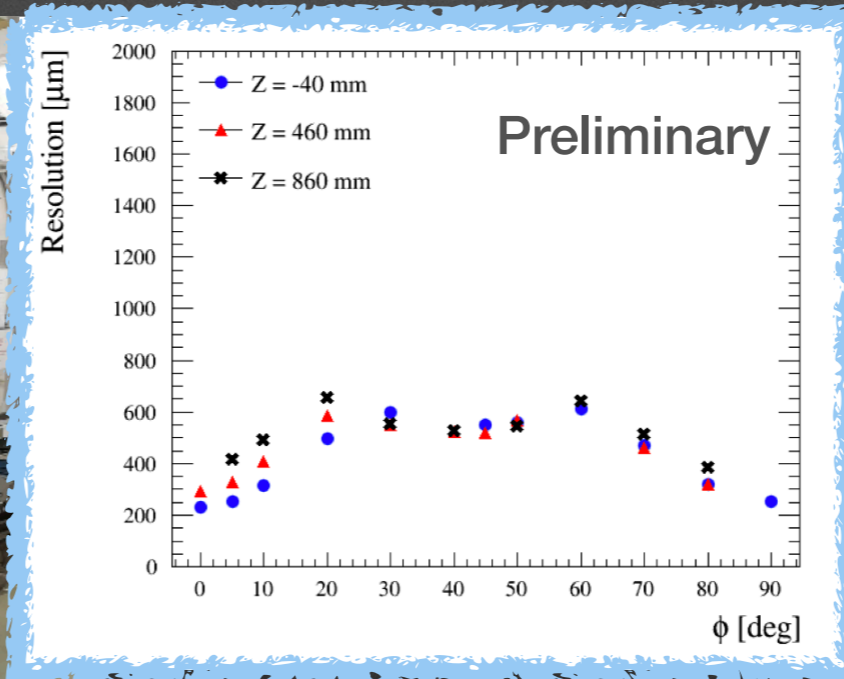 Resolution [μm]
2000
1800
1600
1400
1200
1000
800
600
400
200
0
Z = -40 mm
Z = 460 mm
Z = 860 mm
Preliminary
0 10 20 30 40 50 60 70 80 90
ϕ [deg]